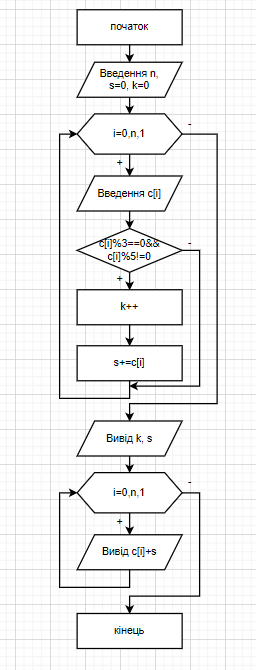 початок
Введення n,
s=0, k=0
i=0,n,1
-
+
Введення c[i]
c[i]%3==0&&
c[i]%5!=0
-
+
k++
s+=c[i]
Вивід k, s
i=0,n,1
-
+
Вивід c[i]+s
кінець